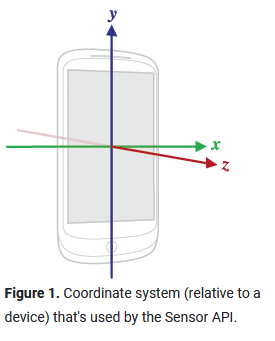 y
x
z
Figure 1. Coordinate system (relative to a
device) that's used by the Sensor API.